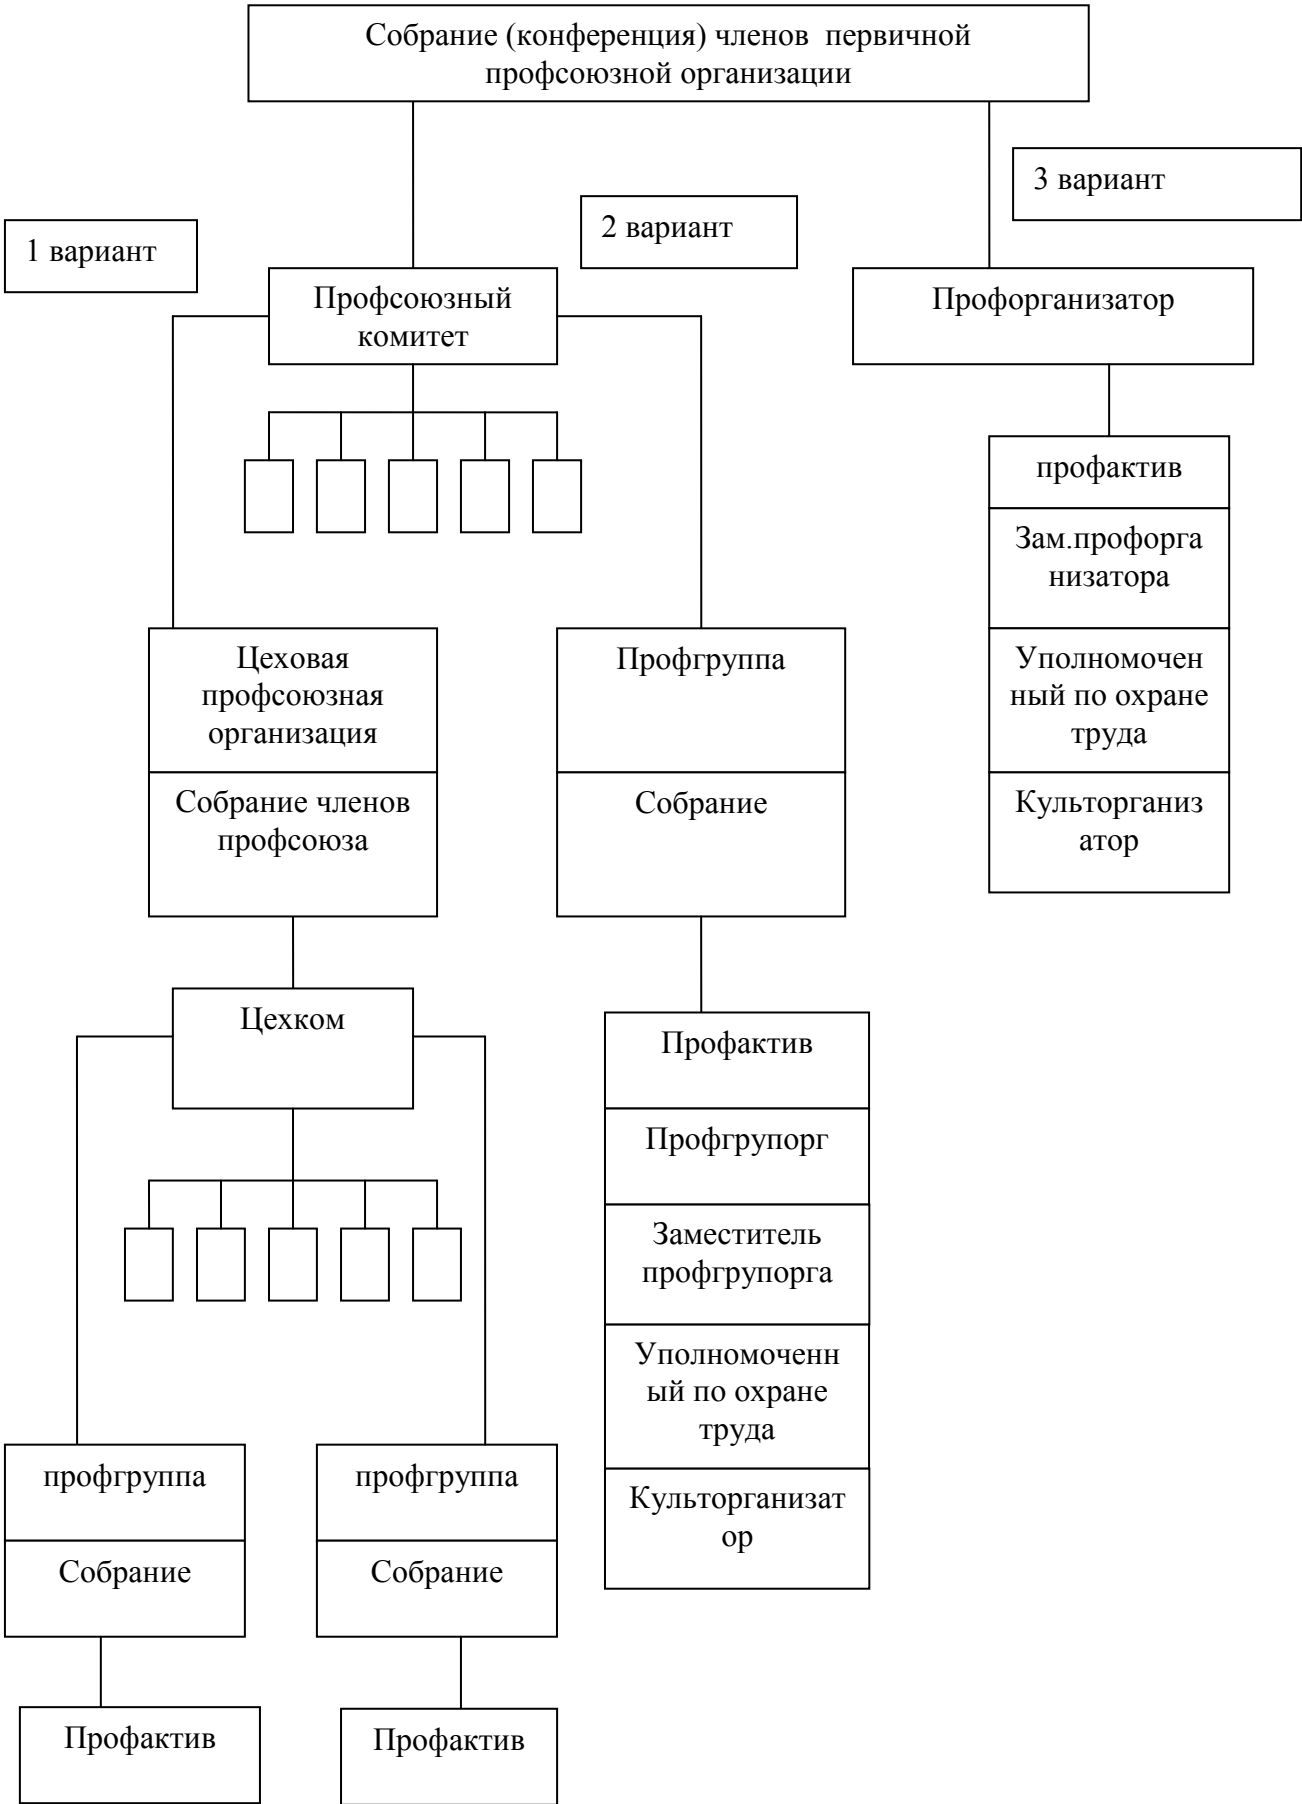 Собрание (конференция) членов первичной
профсоюзной организации
3 вариант
2 вариант
1 вариант
Профсоюзный
комитет
Профорганизатор
профактив
Зам.профорга
низатора
Уполномочен
ный по охране
труда
Культорганиз
атор
Цеховая
профсоюзная
организация
Собрание членов
профсоюза
Профгруппа
Собрание
Цехком
Профактив
Профгрупорг
Заместитель
профгрупорга
Уполномоченн
ый по охране
труда
Культорганизат
ор
профгруппа
Собрание
Профактив
профгруппа
Собрание
Профактив